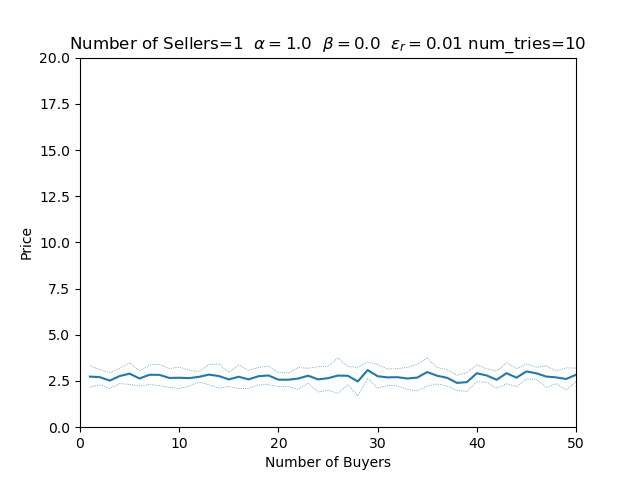 Number of Sellers=1 α = 1.0 β = 0.0 εr = 0.01 num_tries=10
20.0
17.5
15.0
12.5
10.0
7.5
5.0
2.5
0.0
Price
0 10 20 30 40 50
Number of Buyers